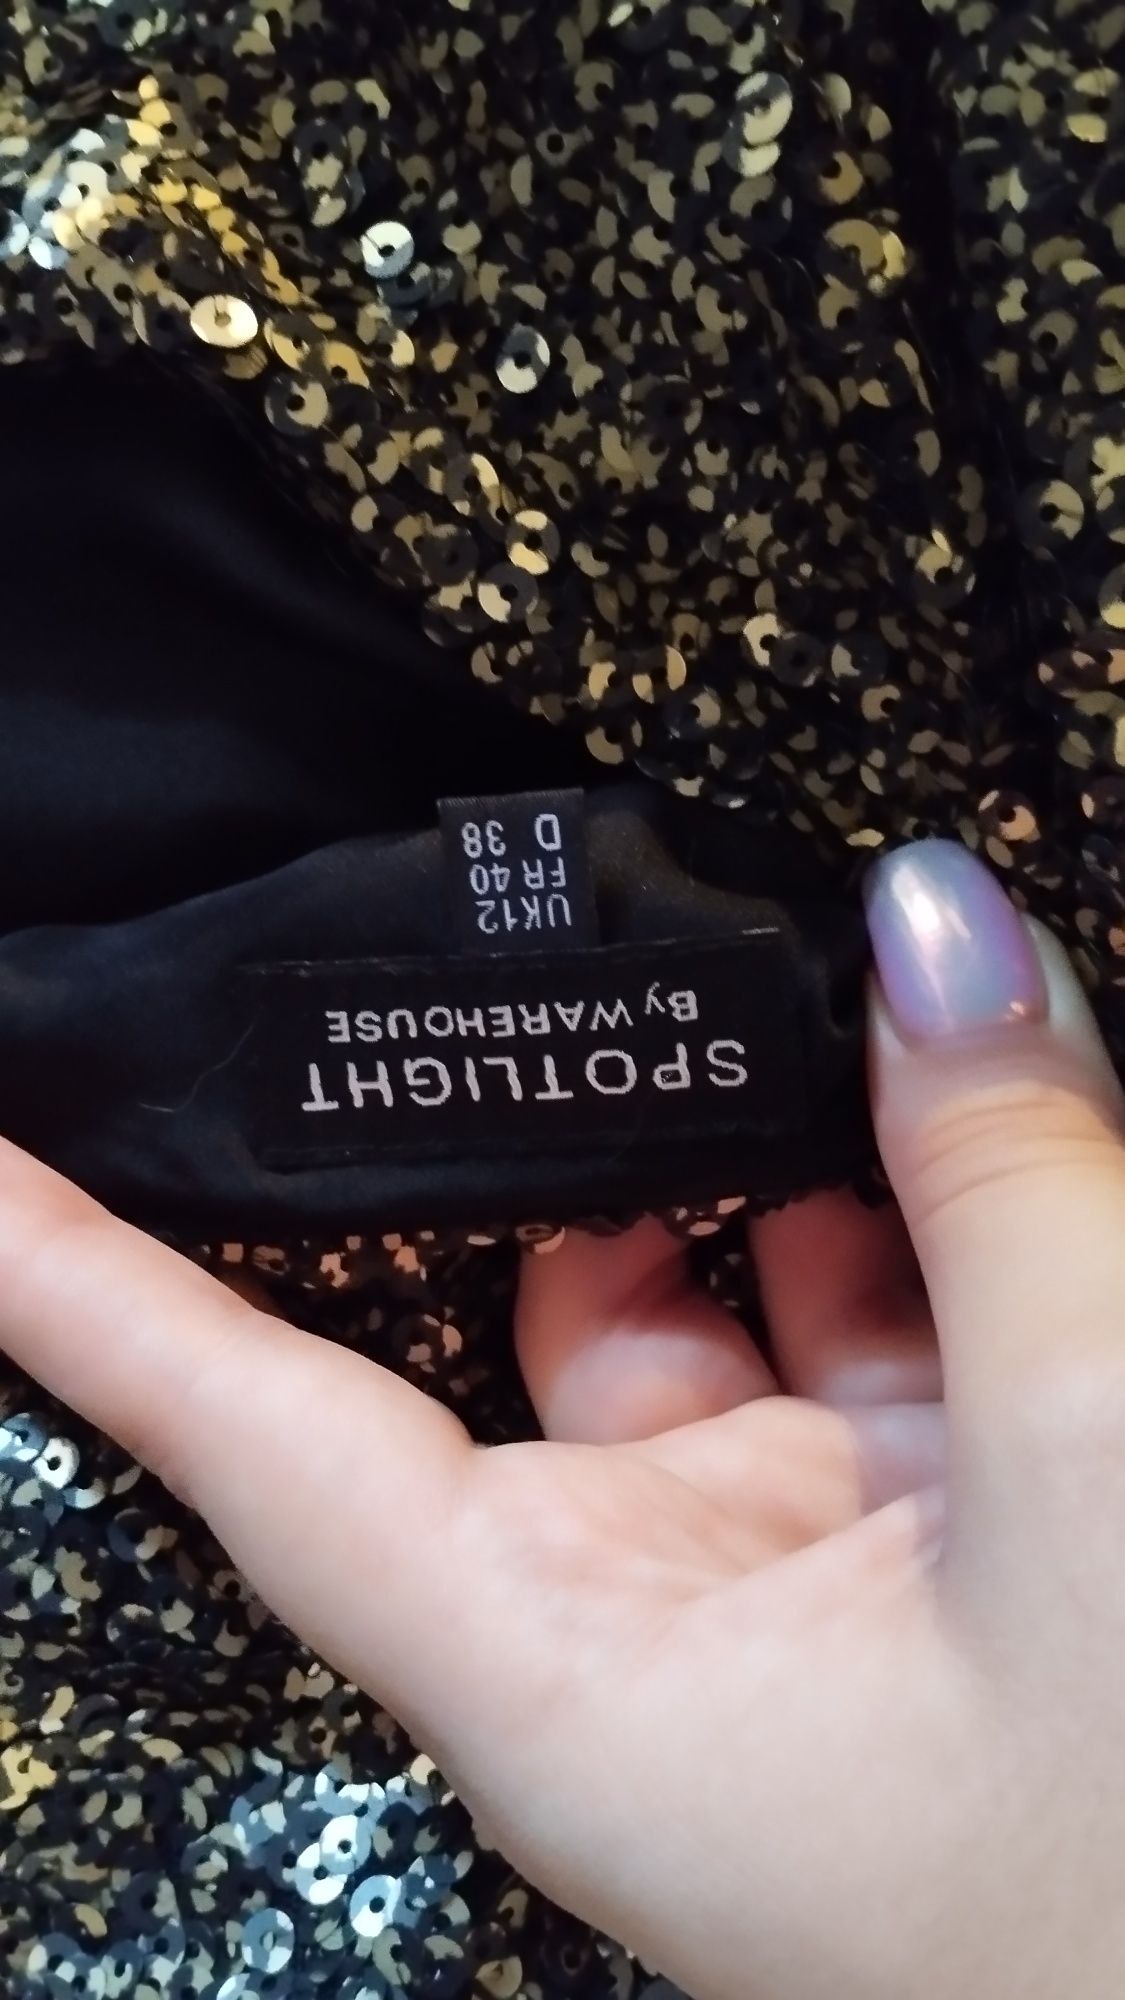 SPOTLIGHT
By WAREHOUSE
UK12
FR 40
D 38